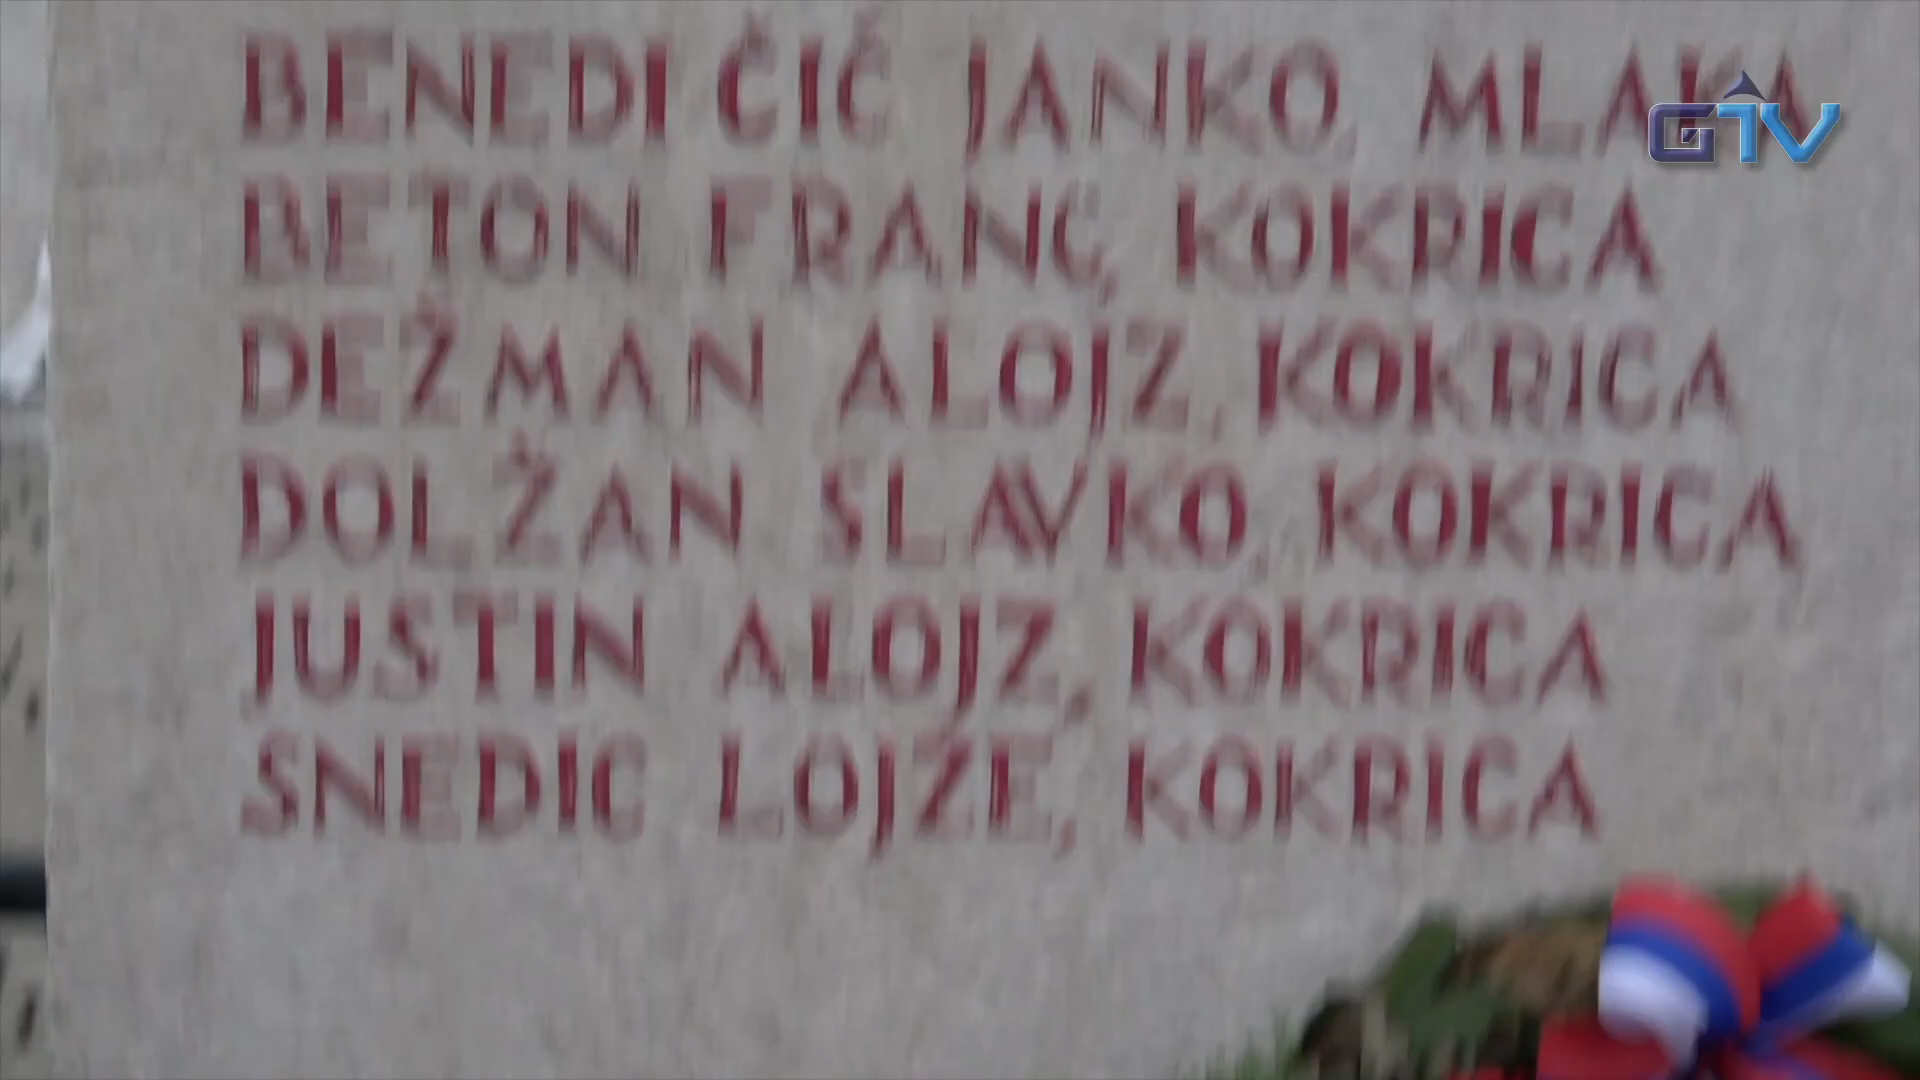 BENEDIČIČ JANKO, MLAKA
BETON FRANC, KOKRICA
DEŽMAN ALOJZ, KOKRICA
DOLŽAN SLAVKO, KOKRICA
JUSTIN ALOJZ, KOKRICA
SNEDIC LOJZE, KOKRICA
GTV